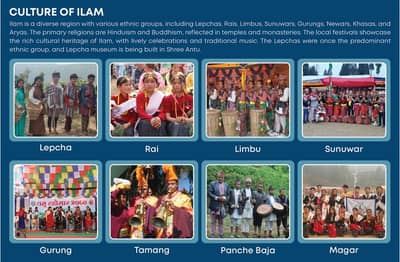 CULTURE OF ILAM
Ilam is a diverse region with various ethnic groups, including Lepchas, Rais, Limbus, Sunuwars, Gurungs, Newars, Khasas, and
Aryas. The primary religions are Hinduism and Buddhism, reflected in temples and monasteries. The local festivals showcase
the rich cultural heritage of Ilam, with lively celebrations and traditional music. The Lepchas were once the predominant
ethnic group, and Lepcha museum is being built in Shree Antu.
Lepcha Rai Limbu Sunuwar
Gurung Tamang Panche Baja Magar